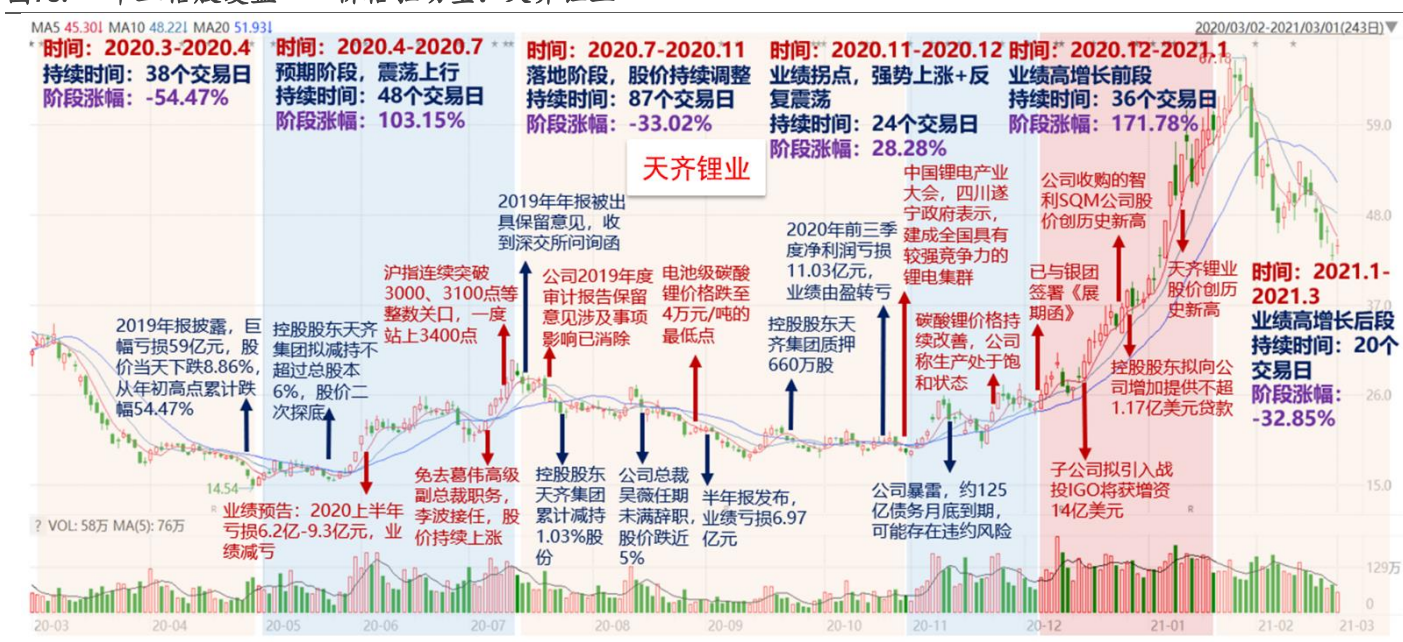 MA5 45.30↓ MA10 48.22↓ MA20 51.93↓
2020/03/02-2021/03/01(243日)▼
时间：2020.3-2020.4
持续时间：38个交易日
阶段涨幅：-54.47%
时间：2020.4-2020.7
预期阶段，震荡上行
持续时间：48个交易日
阶段涨幅：103.15%
时间：2020.7-2020.11
落地阶段，股价持续调整
持续时间：87个交易日
阶段涨幅：-33.02%
时间：2020.11-2020.12
业绩拐点，强势上涨+反
复震荡
持续时间：24个交易日
阶段涨幅：28.28%
时间：2020.12-2021.1
业绩高增长前段
持续时间：36个交易日
阶段涨幅：171.78%
67.18
天齐锂业
59.0
48.0
37.0
26.0
15.0
2019年报披露，巨
幅亏损59亿元，股
价当天下跌8.86%，
从年初高点累计跌
幅54.47%
控股股东天齐
集团拟减持不
超过总股本
6%，股价二
次探底
沪指连续突破
3000、3100点等
整数关口，一度
站上3400点
2019年年报被出
具保留意见，收
到深交所问询函
公司2019年度
审计报告保留
意见涉及事项
影响已消除
电池级碳酸
锂价格跌至
4万元/吨的
最低点
2020年前三季
度净利润亏损
11.03亿元，
业绩由盈转亏
控股股东天
齐集团质押
660万股
中国锂电产业
大会，四川遂
宁政府表示，
建成全国具有
较强竞争力的
锂电集群
碳酸锂价格持
续改善，公司
称生产处于饱
和状态
公司收购的智
利SQM公司股
价创历史新高
已与银团
签署《展
期函》
天齐锂业
股价创历
史新高
控股股东拟向公
司增加提供不超
1.17亿美元贷款
时间：2021.1-
2021.3
业绩高增长后段
持续时间：20个
交易日
阶段涨幅：
-32.85%
14.54
业绩预告：2020上半年
亏损6.2亿-9.3亿元，业
绩减亏
免去葛伟高级
副总裁职务，
李波接任，股
价持续上涨
控股股东
天齐集团
累计减持
1.03%股
份
公司总裁
吴薇任期
未满辞职，
股价跌近
5%
半年报发布，
业绩亏损6.97
亿元
公司暴雷，约125
亿债务月底到期，
可能存在违约风险
子公司拟引入战
投IGO将获增资
14亿美元
? VOL: 58万 MA(5): 76万
129万
0
20-03
20-04
20-05
20-06
20-07
20-08
20-09
20-10
20-11
20-12
21-01
21-02
21-03